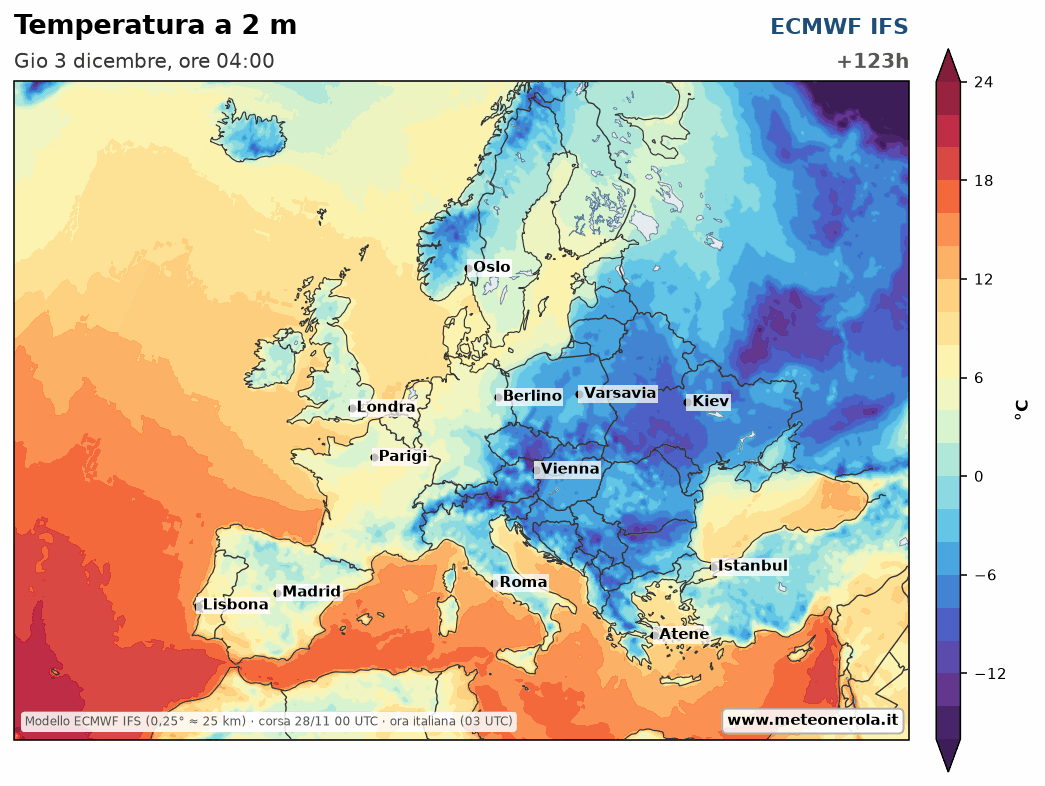 Temperatura a 2 m
ECMWF IFS
Gio 3 dicembre, ore 04:00
+123h
24
18
12
6
0
−6
−12
°C
Oslo
Londra
Berlino
Varsavia
Kiev
Parigi
Vienna
Istanbul
Roma
Madrid
Lisbona
Atene
Modello ECMWF IFS (0,25° ≈ 25 km) · corsa 28/11 00 UTC · ora italiana (03 UTC)
www.meteonerola.it